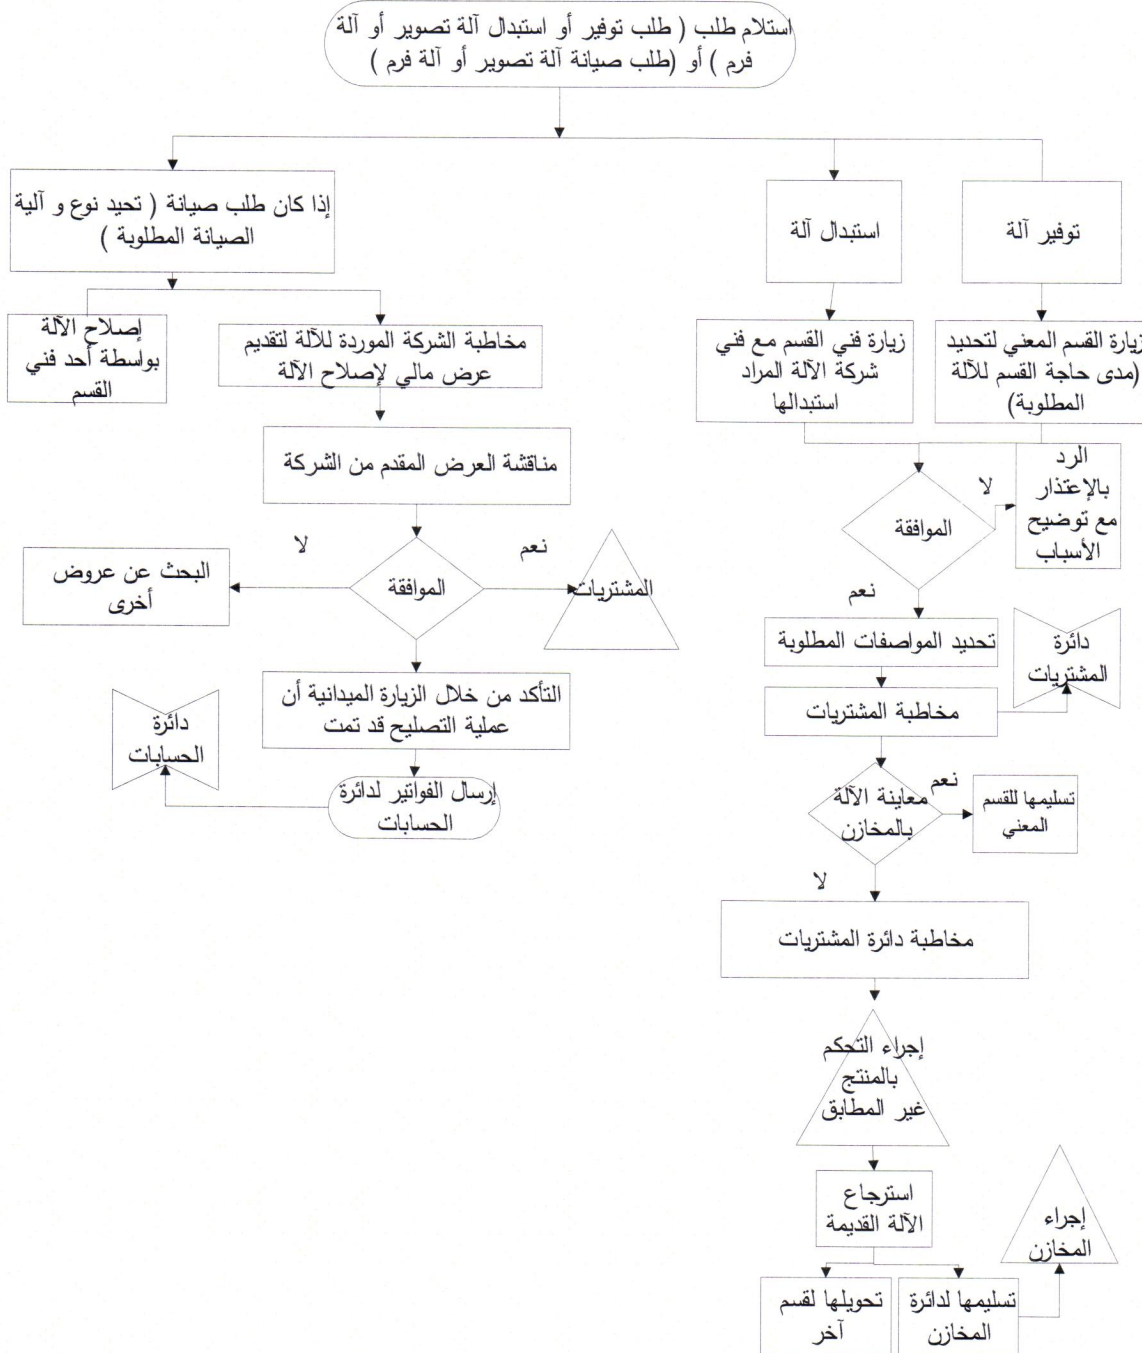 استلام طلب ( طلب توفير أو استبدال آلة تصوير أو آلة
فرم ) أو (طلب صيانة آلة تصوير أو آلة فرم )
توفير آلة
استبدال آلة
إذا كان طلب صيانة ( تحيد نوع و آلية
الصيانة المطلوبة )
زيارة القسم المعني لتحديد
(مدى حاجة القسم للآلة
المطلوبة)
زيارة فني القسم مع فني
شركة الآلة المراد
استبدالها
مخاطبة الشركة الموردة للآلة لتقديم
عرض مالي لإصلاح الآلة
إصلاح الآلة
بواسطة أحد فني
القسم
الرد
بالإعتذار
مع توضيح
الأسباب
لا
الموافقة
نعم
مناقشة العرض المقدم من الشركة
نعم
لا
الموافقة
المشتريات
البحث عن عروض
أخرى
تحديد المواصفات المطلوبة
دائرة
المشتريات
مخاطبة المشتريات
التأكد من خلال الزيارة الميدانية أن
عملية التصليح قد تمت
دائرة
الحسابات
إرسال الفواتير لدائرة
الحسابات
نعم
معاينة الآلة
بالمخازن
تسليمها للقسم
المعني
لا
مخاطبة دائرة المشتريات
إجراء التحكم
بالمنتج
غير المطابق
استرجاع
الآلة القديمة
إجراء
المخازن
تسليمها لدائرة
المخازن
تحويلها لقسم
آخر